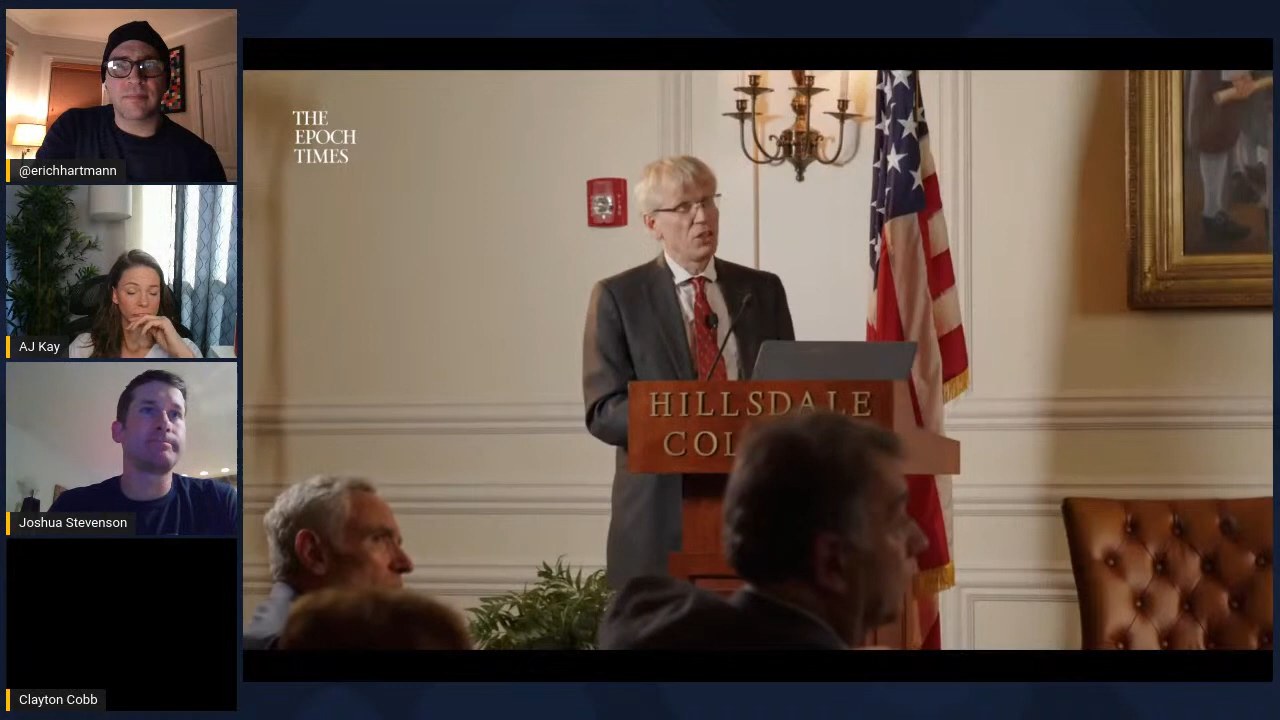 @erichhartmann
AJ Kay
Joshua Stevenson
Clayton Cobb
THE
EPOCH
TIMES
HILLSDALE
COL